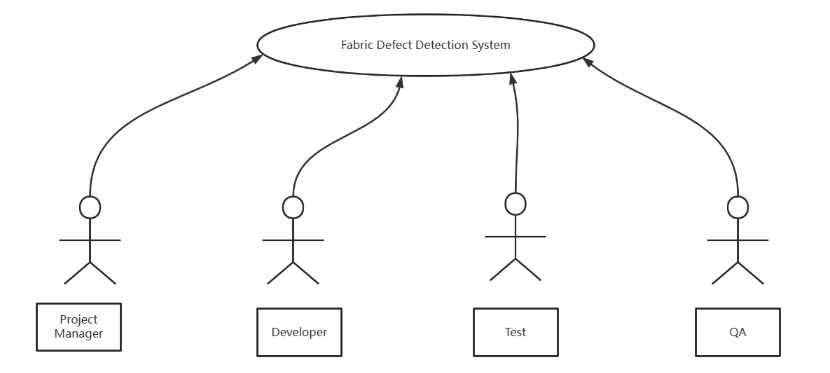 Fabric Defect Detection System
Project
Manager
Developer
Test
QA